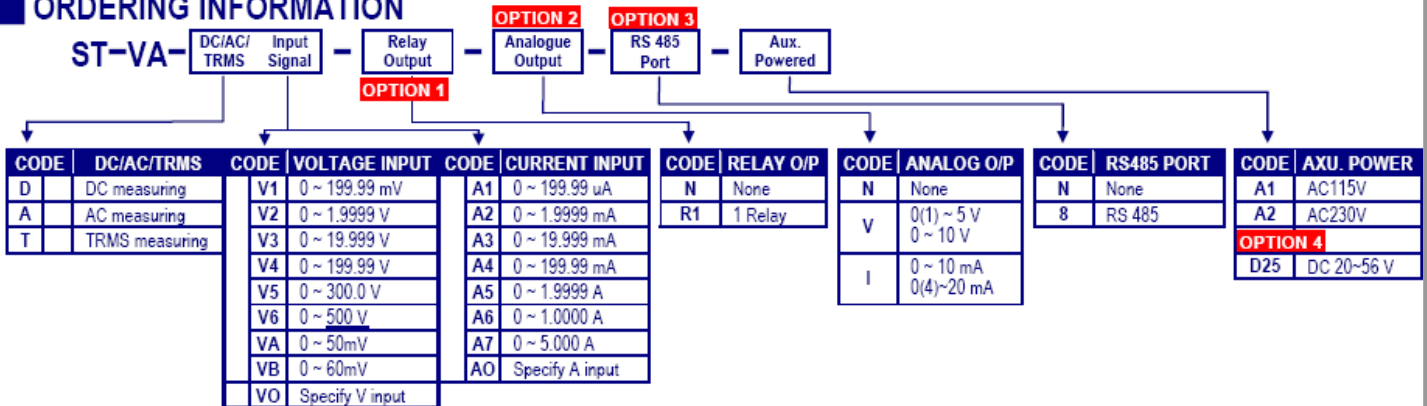 ORDERING INFORMATION
OPTION 2 OPTION 3
ST-VA- DC/AC/ TRMS Input Signal - Relay Output - Analogue Output - RS 485 Port - Aux. Powered
OPTION 1
CODE DC/AC/TRMS
D DC measuring
A AC measuring
T TRMS measuring
CODE VOLTAGE INPUT
V1 0 ~ 199.99 mV
V2 0 ~ 1.9999 V
V3 0 ~ 19.999 V
V4 0 ~ 199.99 V
V5 0 ~ 300.0 V
V6 0 ~ 500 V
VA 0 ~ 50mV
VB 0 ~ 60mV
VO Specify V input
CODE CURRENT INPUT
A1 0 ~ 199.99 uA
A2 0 ~ 1.9999 mA
A3 0 ~ 19.999 mA
A4 0 ~ 199.99 mA
A5 0 ~ 1.9999 A
A6 0 ~ 1.0000 A
A7 0 ~ 5.000 A
AO Specify A input
CODE RELAY O/P
N None
R1 1 Relay
CODE ANALOG O/P
N None
V 0(1) ~ 5 V
0 ~ 10 V
I 0 ~ 10 mA
0(4)~20 mA
CODE RS485 PORT
N None
8 RS 485
CODE AXU. POWER
A1 AC115V
A2 AC230V
OPTION 4
D25 DC 20~56 V